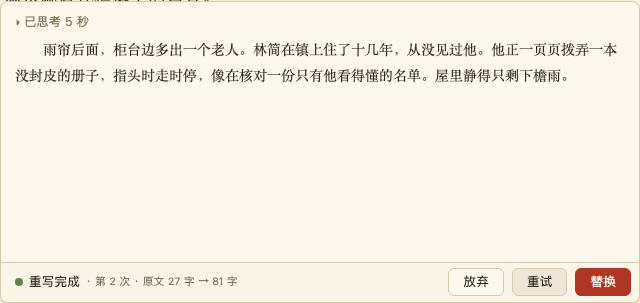 已思考 5 秒
雨帘后面，柜台边多出一个老人。林简在镇上住了十几年，从没见过他。他正一页页拨弄一本
没封皮的册子，指头时走时停，像在核对一份只有他看得懂的名单。屋里静得只剩下檐雨。
重写完成 · 第 2 次 · 原文 27 字 → 81 字
放弃
重试
替换